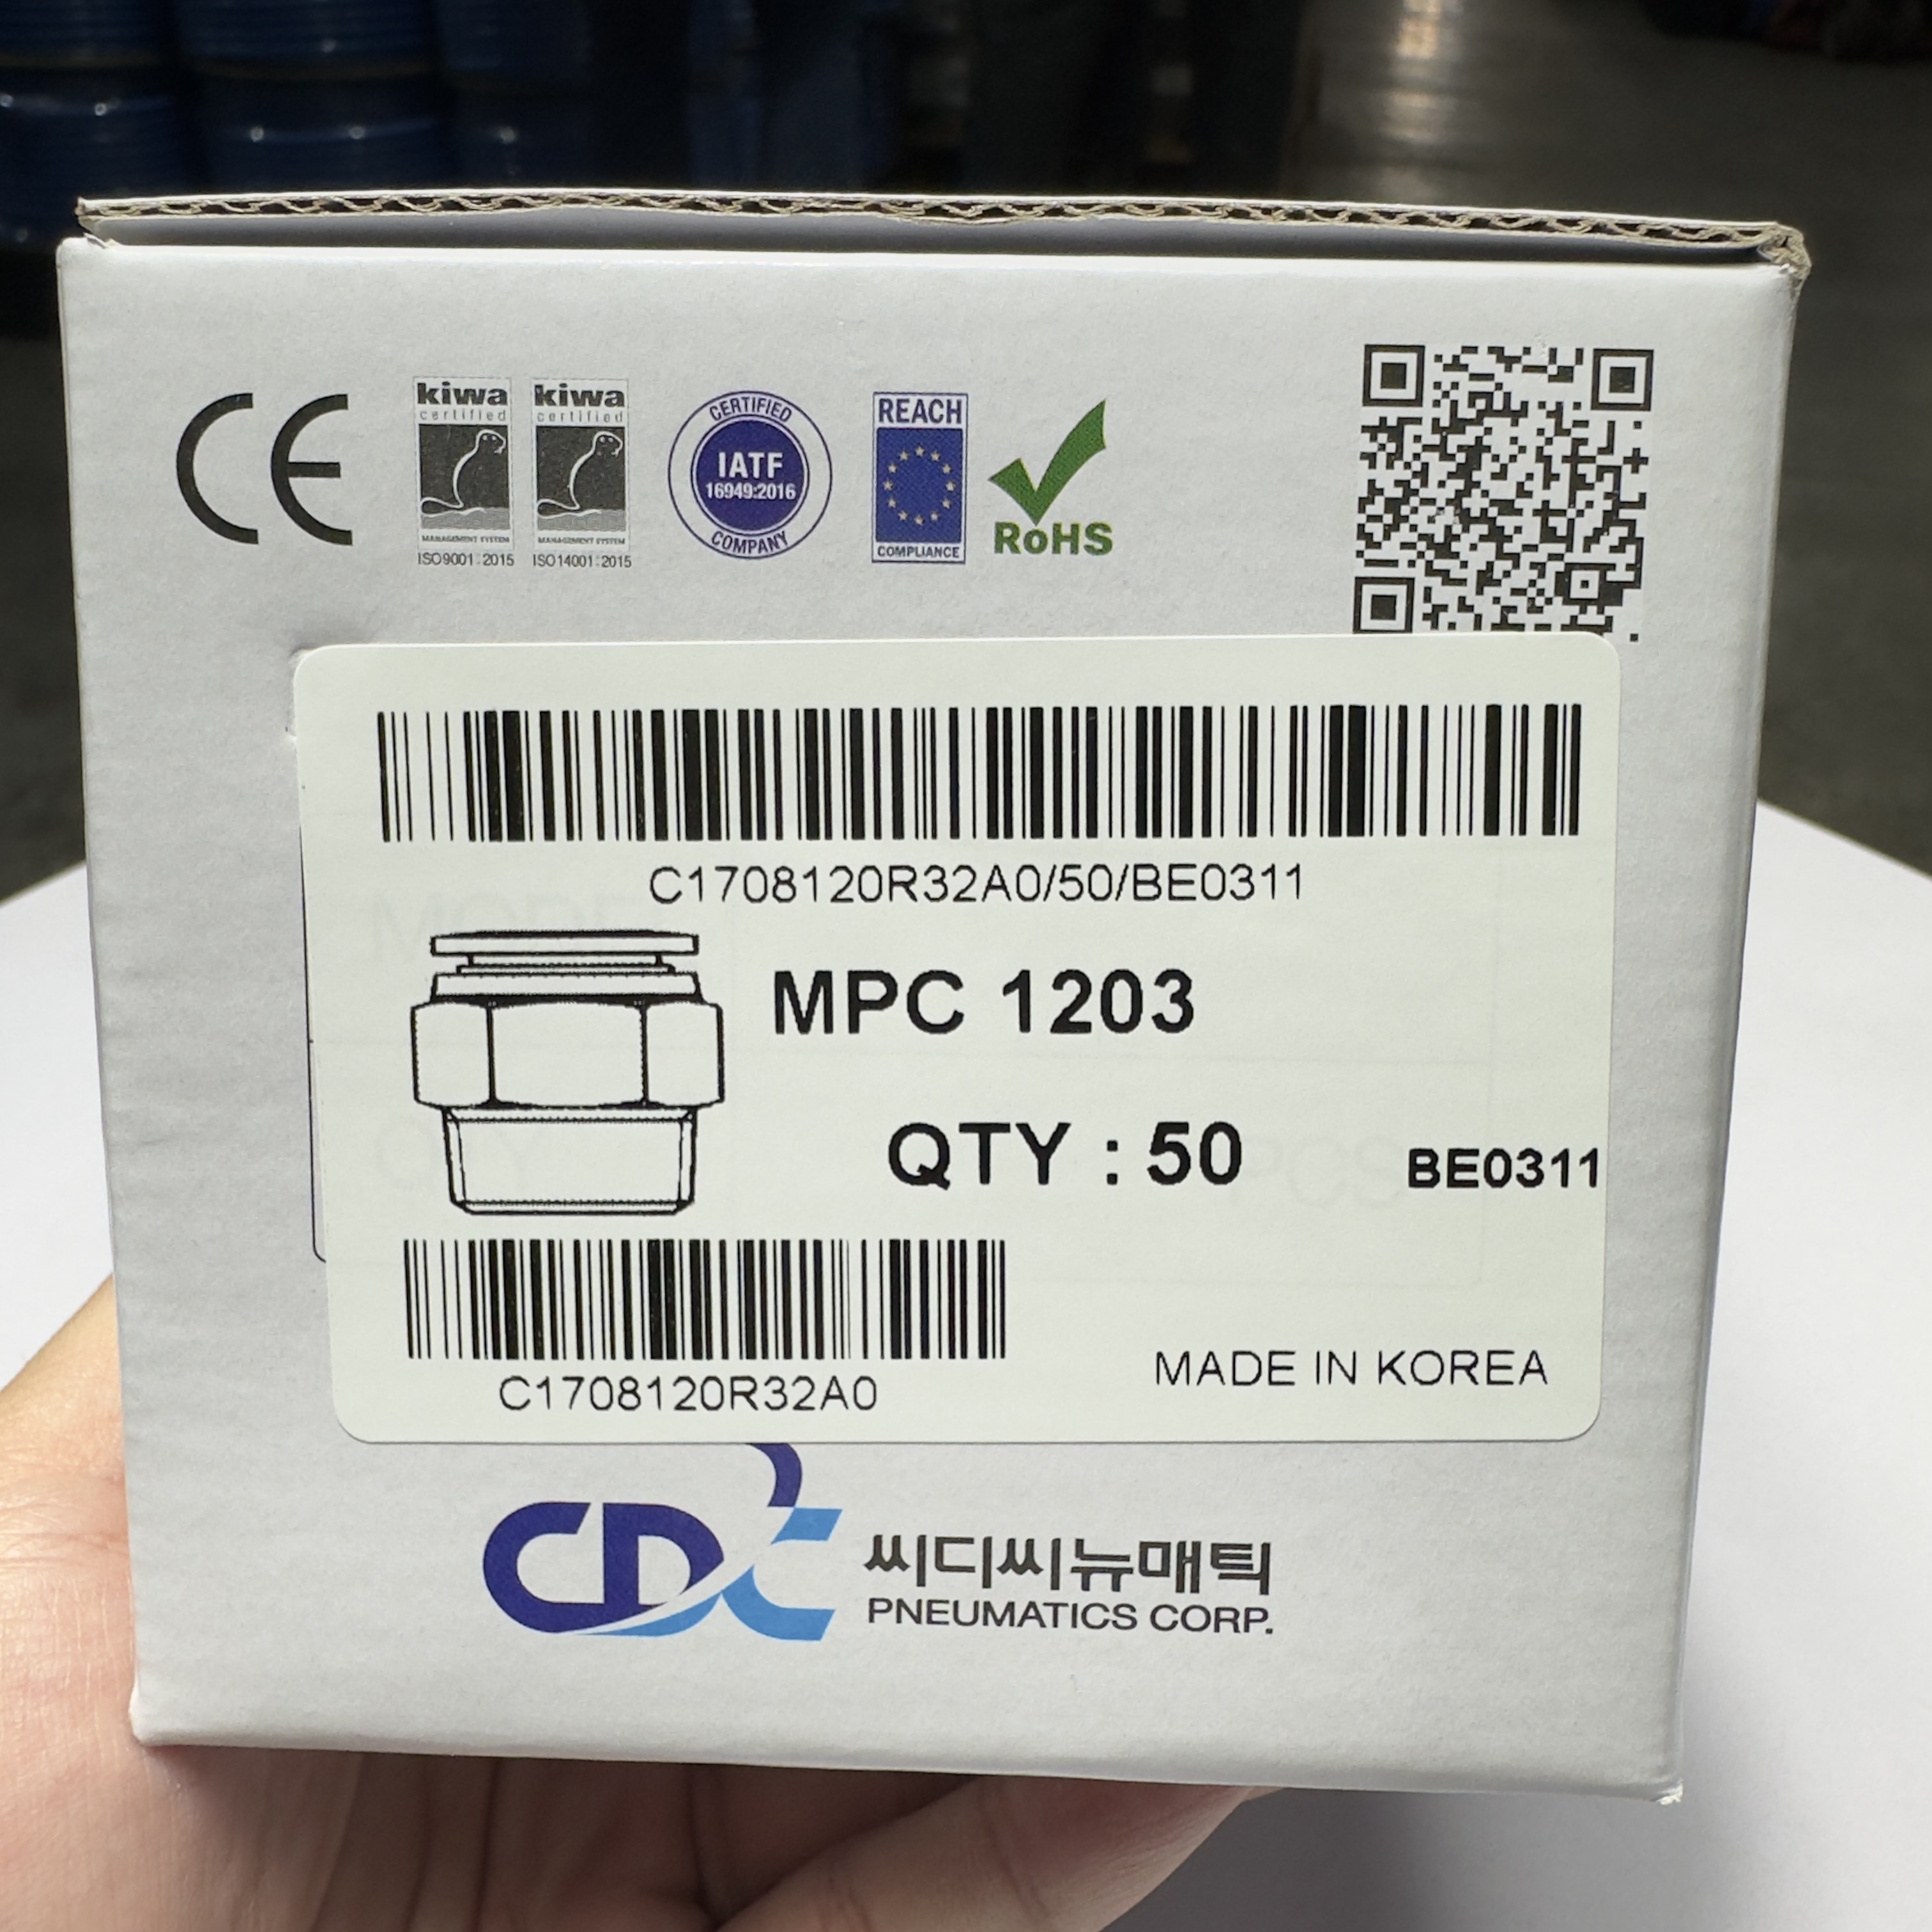 CE
kiwa
certified
MANAGEMENT SYSTEM
ISO9001:2015
kiwa
certified
MANAGEMENT SYSTEM
ISO14001:2015
CERTIFIED
IATF
16949:2016
COMPANY
REACH
COMPLIANCE
RoHS
C1708120R32A0/50/BE0311
MPC 1203
QTY : 50
BE0311
C1708120R32A0
MADE IN KOREA
CDC
씨디씨뉴매틱
PNEUMATICS CORP.